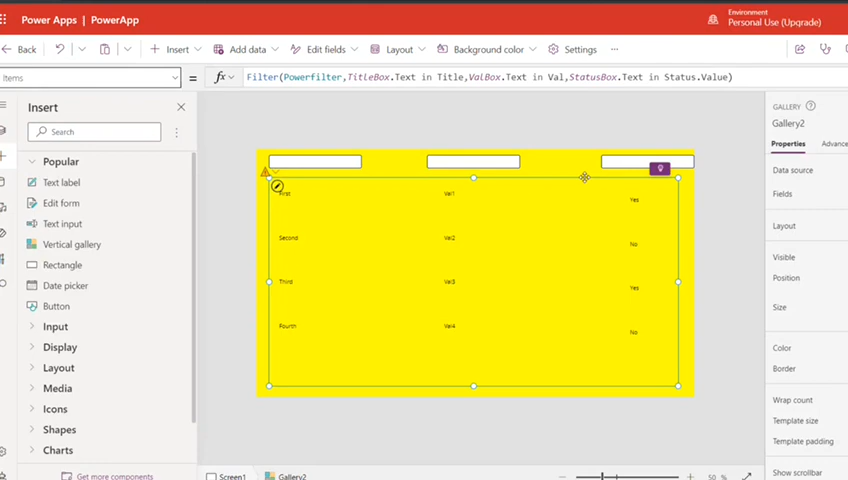 Power Apps | PowerApp
Environment
Personal Use (Upgrade)
Back
Insert
Add data
Edit fields
Layout
Background color
Settings
Items
= fx Filter(Powerfilter,TitleBox.Text in Title,ValBox.Text in Val,StatusBox.Text in Status.Value)
Insert
Search
Popular
Text label
Edit form
Text input
Vertical gallery
Rectangle
Date picker
Button
Input
Display
Layout
Media
Icons
Shapes
Charts
Get more components
First Val1 Yes
Second Val2 No
Third Val3 Yes
Fourth Val4 No
Screen1
Gallery2
50 %
GALLERY
Gallery2
Properties Advance
Data source
Fields
Layout
Visible
Position
Size
Color
Border
Wrap count
Template size
Template padding
Show scrollbar